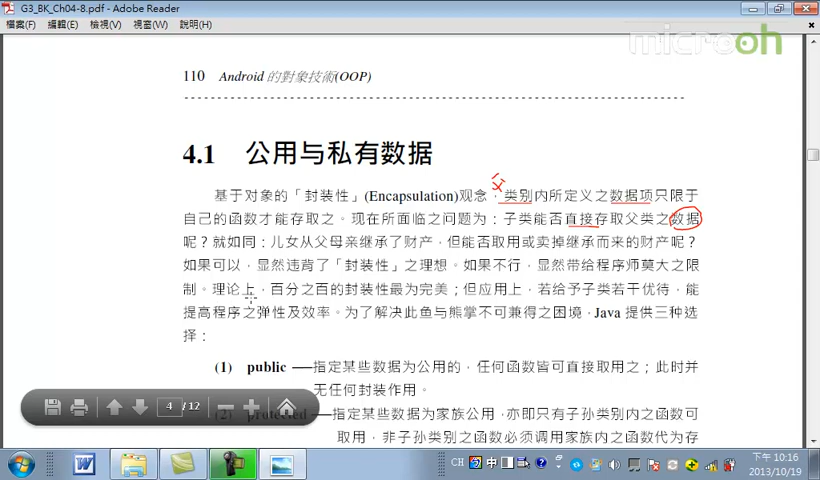 G3_BK_Ch04-8.pdf - Adobe Reader
檔案(F) 編輯(E) 檢視(V) 視窗(W) 說明(H)
microoh
110 Android 的對象技術(OOP)
4.1 公用与私有数据
父
基于对象的「封装性」(Encapsulation)观念，类别内所定义之数据项只限于
自己的函数才能存取之。现在所面临之问题为：子类能否直接存取父类之数据
呢？就如同：儿女从父母亲继承了财产，但能否取用或卖掉继承而来的财产呢？
如果可以，显然违背了「封装性」之理想。如果不行，显然带给程序师莫大之限
制。理论上，百分之百的封装性最为完美；但应用上，若给予子类若干优待，能
提高程序之弹性及效率。为了解决此鱼与熊掌不可兼得之困境，Java 提供三种选
择：
(1) public ──指定某些数据为公用的，任何函数皆可直接取用之；此时并
无任何封装作用。
(2) protected ──指定某些数据为家族公用，亦即只有子孙类别内之函数可
取用，非子孙类别之函数必须调用家族内之函数代为存
4 / 12
CH 中
下午 10:16
2013/10/19